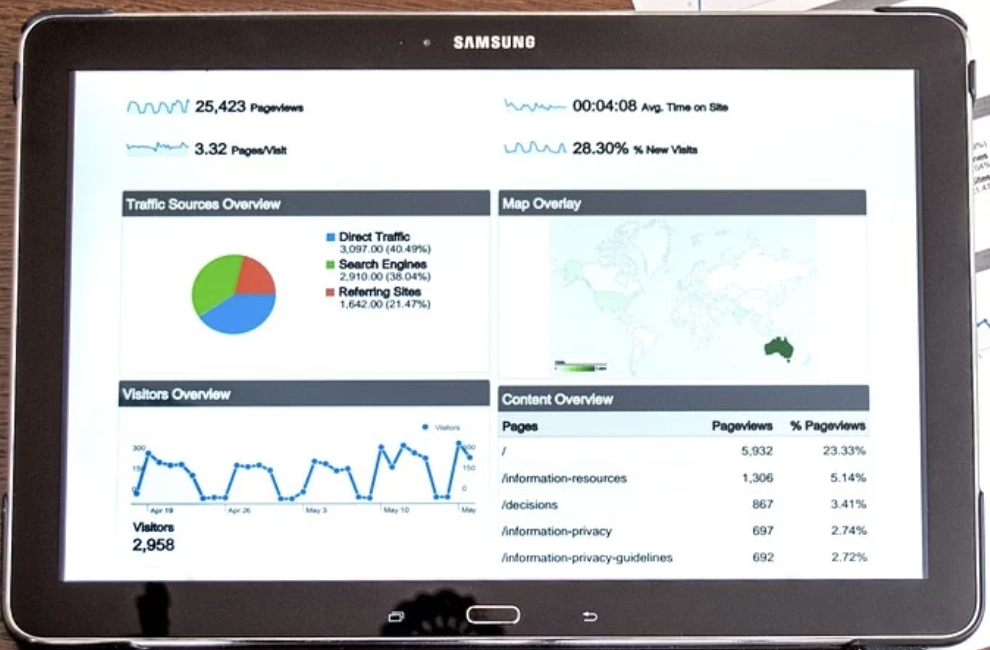 SAMSUNG
25,423 Pageviews
00:04:08 Avg. Time on Site
3.32 Pages/Visit
28.30% % New Visits
Traffic Sources Overview
Direct Traffic
3,097.00 (40.49%)
Search Engines
2,910.00 (38.04%)
Referring Sites
1,642.00 (21.47%)
Map Overlay
Visitors Overview
Visitors
300
150
0
Apr 19
Apr 26
May 3
May 10
May
Visitors
2,958
Content Overview
Pages Pageviews % Pageviews
/ 5,932 23.33%
/information-resources 1,306 5.14%
/decisions 867 3.41%
/information-privacy 697 2.74%
/information-privacy-guidelines 692 2.72%